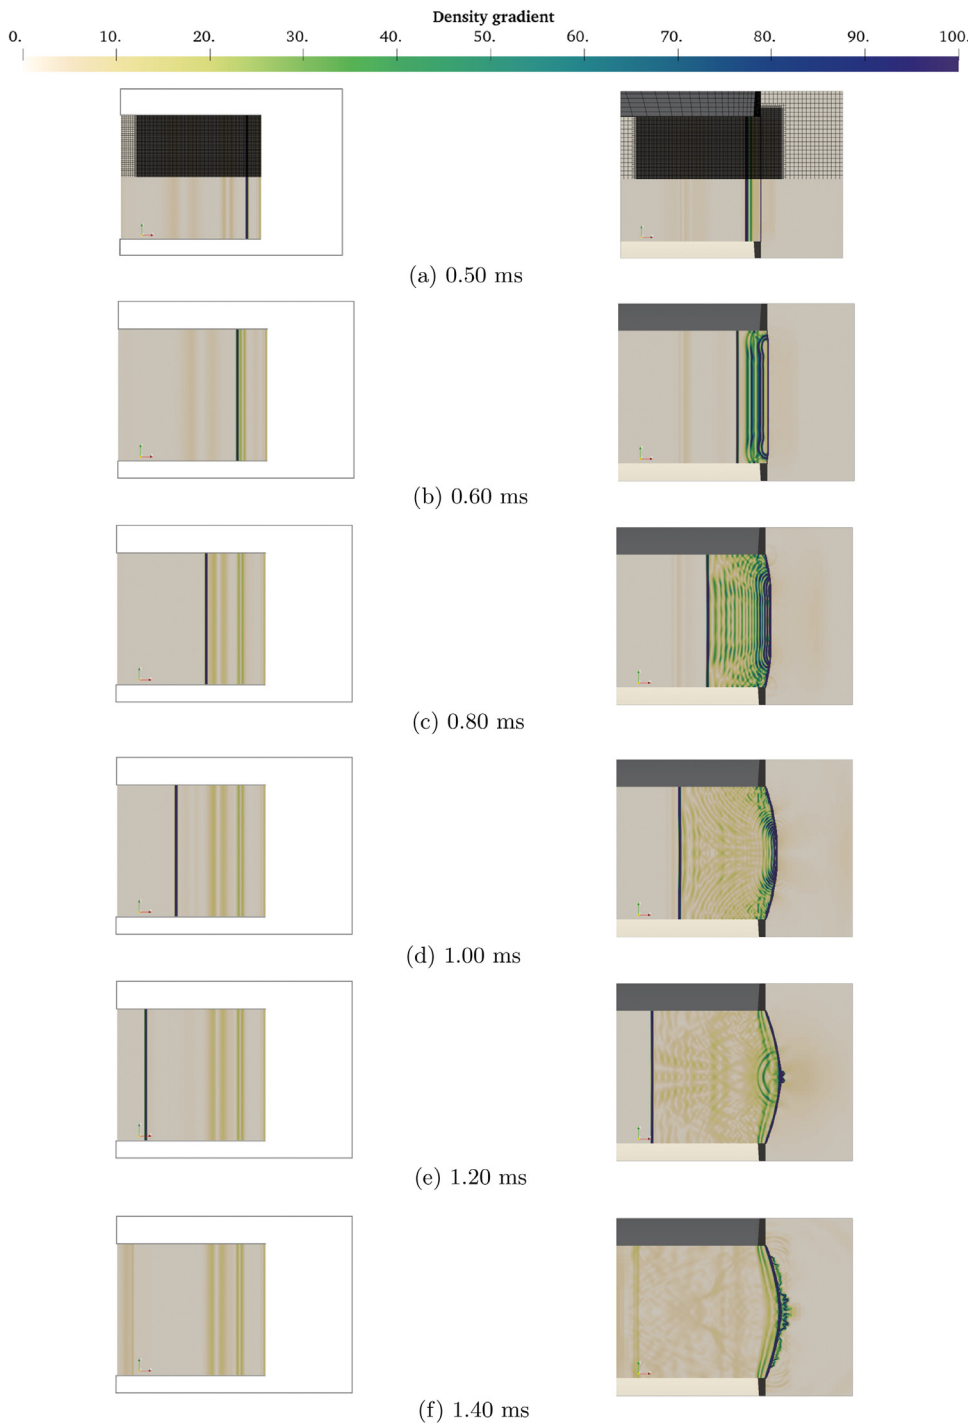 Density gradient
0. 10. 20. 30. 40. 50. 60. 70. 80. 90. 100.
(a) 0.50 ms
(b) 0.60 ms
(c) 0.80 ms
(d) 1.00 ms
(e) 1.20 ms
(f) 1.40 ms